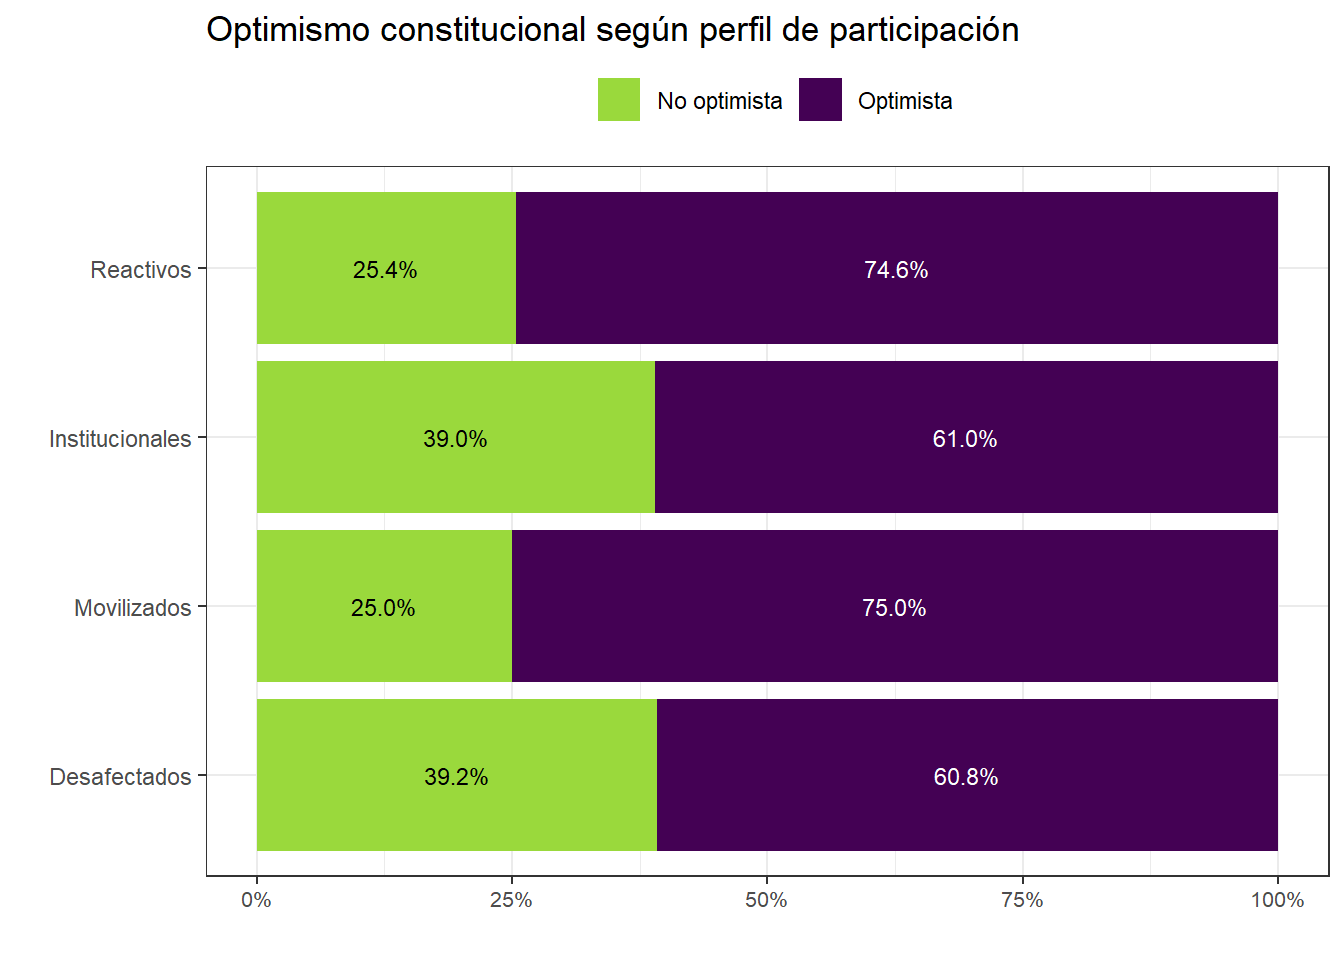 Optimismo constitucional según perfil de participación
No optimista Optimista
Reactivos 25.4% 74.6%
Institucionales 39.0% 61.0%
Movilizados 25.0% 75.0%
Desafectados 39.2% 60.8%
0% 25% 50% 75% 100%